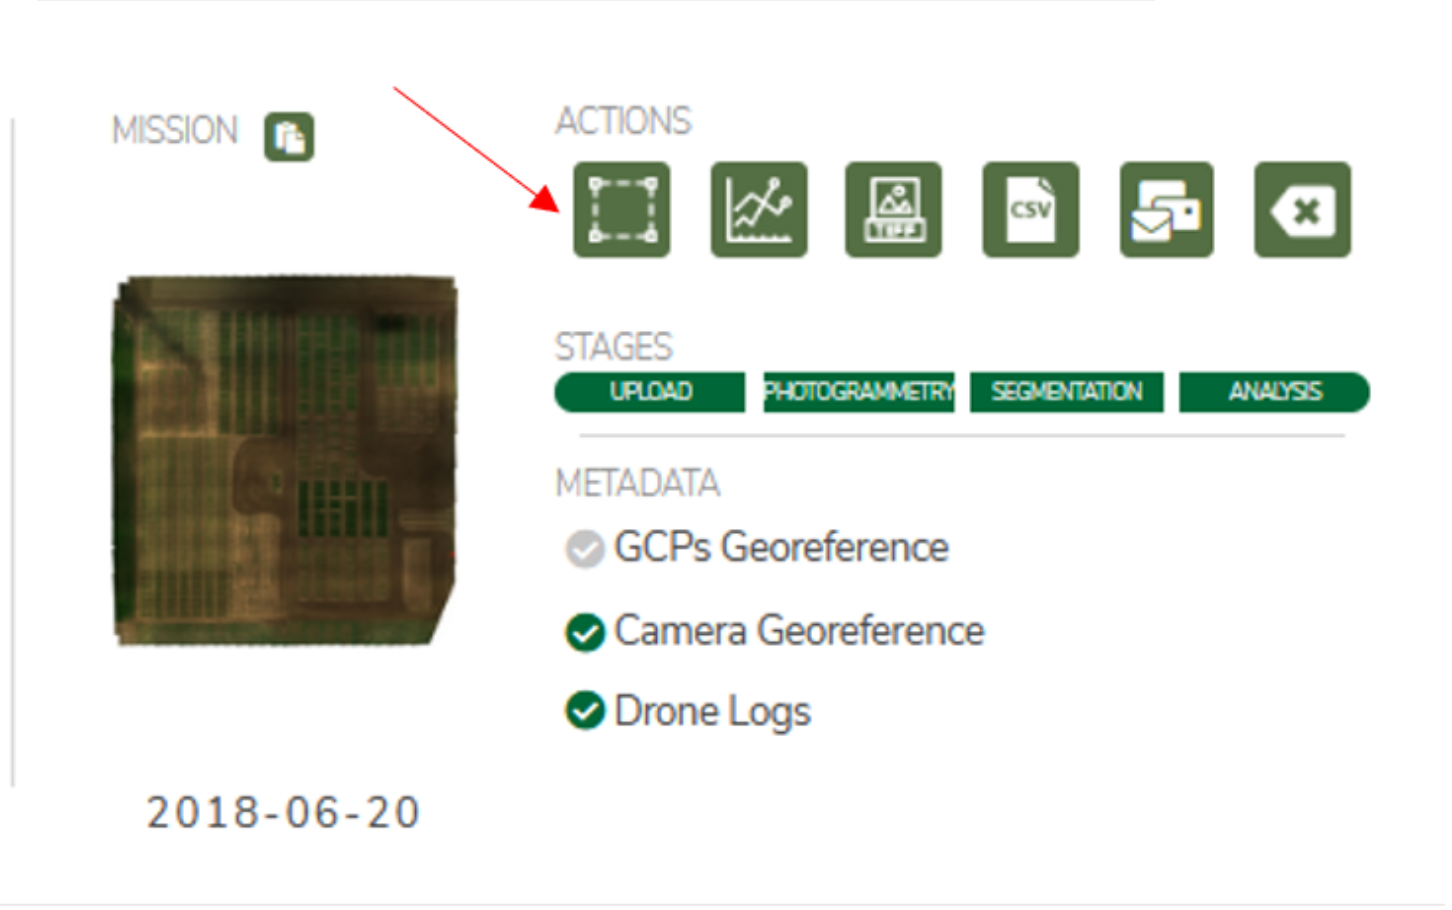 MISSION
ACTIONS
TIFF
CSV
STAGES
UPLOAD PHOTOGRAMMETRY SEGMENTATION ANALYSIS
METADATA
GCPs Georeference
Camera Georeference
Drone Logs
2018-06-20